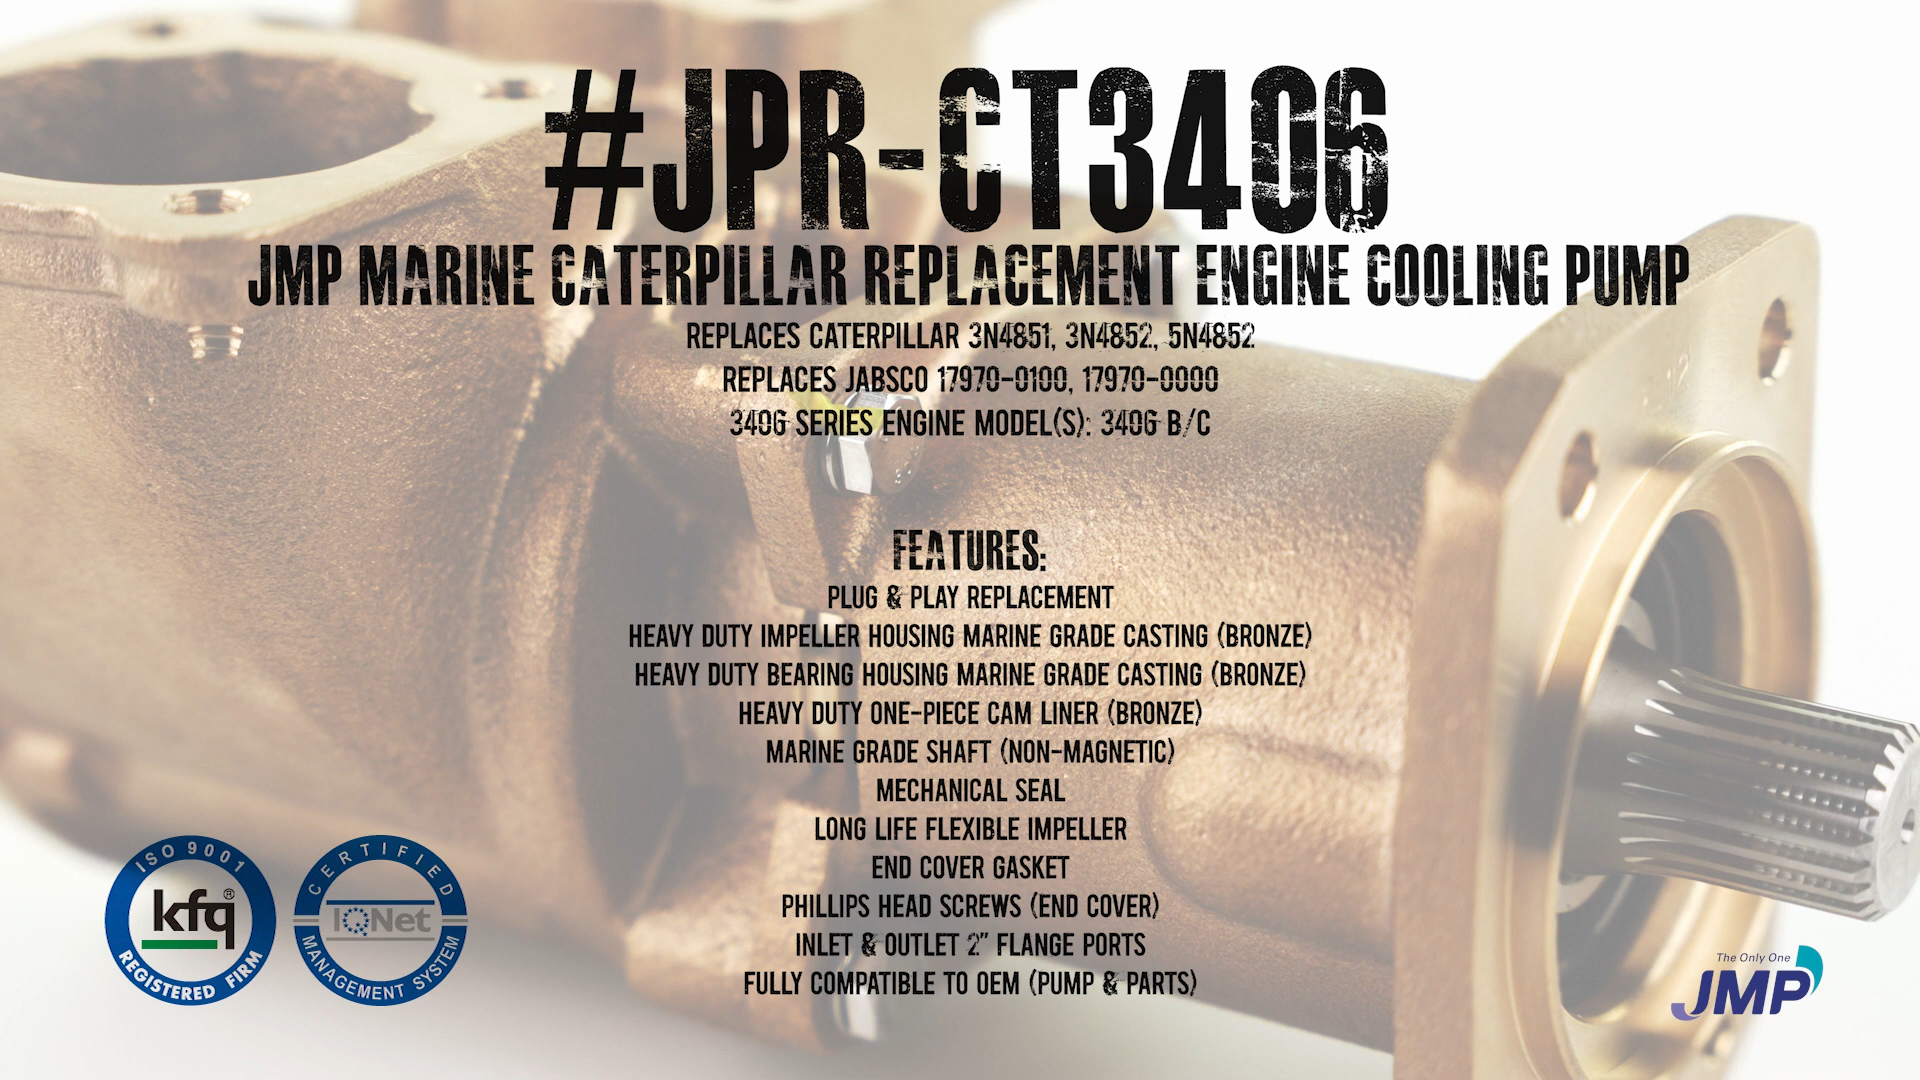 #JPR-CT3406
JMP MARINE CATERPILLAR REPLACEMENT ENGINE COOLING PUMP
REPLACES CATERPILLAR 3N4851, 3N4852, 5N4852
REPLACES JABSCO 17970-0100, 17970-0000
3406 SERIES ENGINE MODEL(S): 3406 B/C
FEATURES:
PLUG & PLAY REPLACEMENT
HEAVY DUTY IMPELLER HOUSING MARINE GRADE CASTING (BRONZE)
HEAVY DUTY BEARING HOUSING MARINE GRADE CASTING (BRONZE)
HEAVY DUTY ONE-PIECE CAM LINER (BRONZE)
MARINE GRADE SHAFT (NON-MAGNETIC)
MECHANICAL SEAL
LONG LIFE FLEXIBLE IMPELLER
END COVER GASKET
PHILLIPS HEAD SCREWS (END COVER)
INLET & OUTLET 2" FLANGE PORTS
FULLY COMPATIBLE TO OEM (PUMP & PARTS)
ISO 9001
kfq®
REGISTERED FIRM
CERTIFIED
IQNet
MANAGEMENT SYSTEM
The Only One
JMP